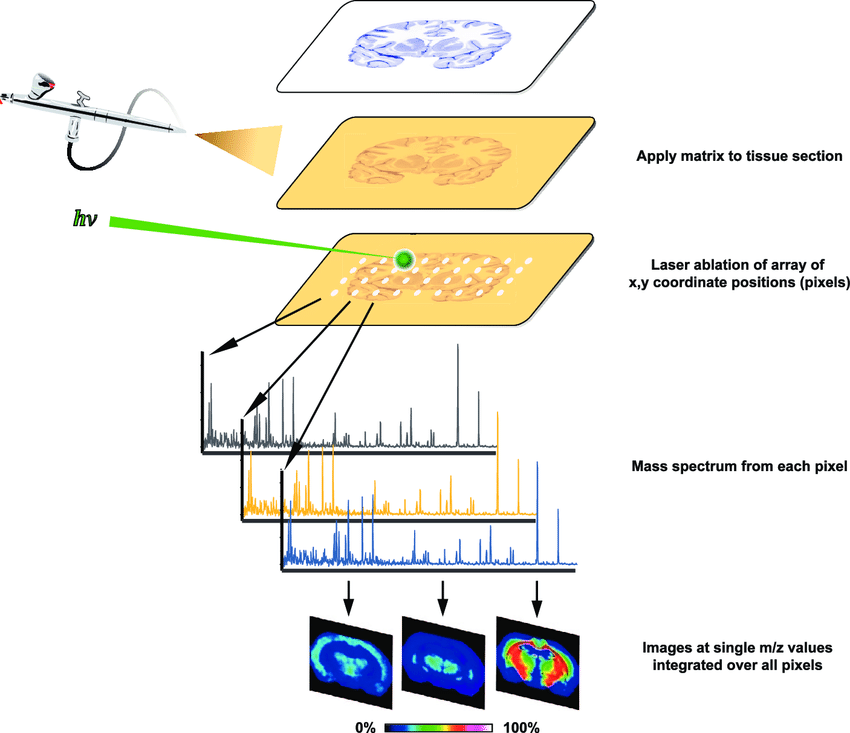 Apply matrix to tissue section
hν
Laser ablation of array of
x,y coordinate positions (pixels)
Mass spectrum from each pixel
Images at single m/z values
integrated over all pixels
0% 100%